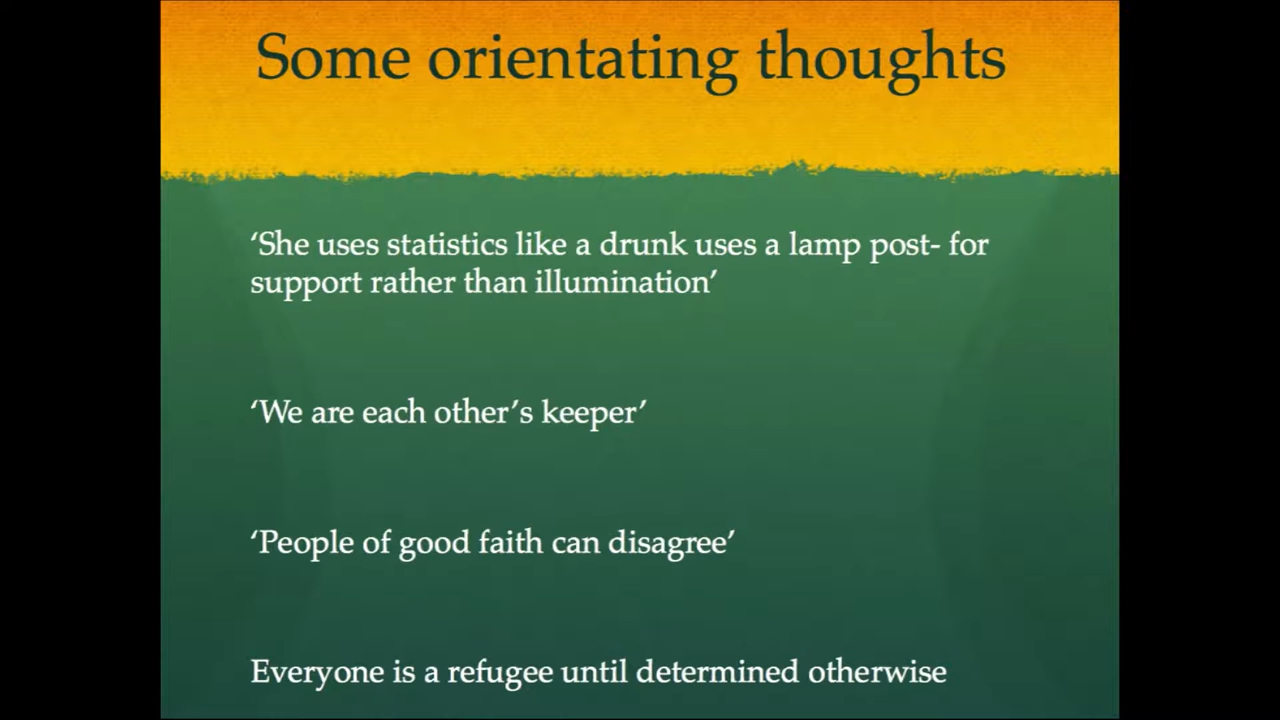 Some orientating thoughts
‘She uses statistics like a drunk uses a lamp post- for
support rather than illumination’
‘We are each other’s keeper’
‘People of good faith can disagree’
Everyone is a refugee until determined otherwise